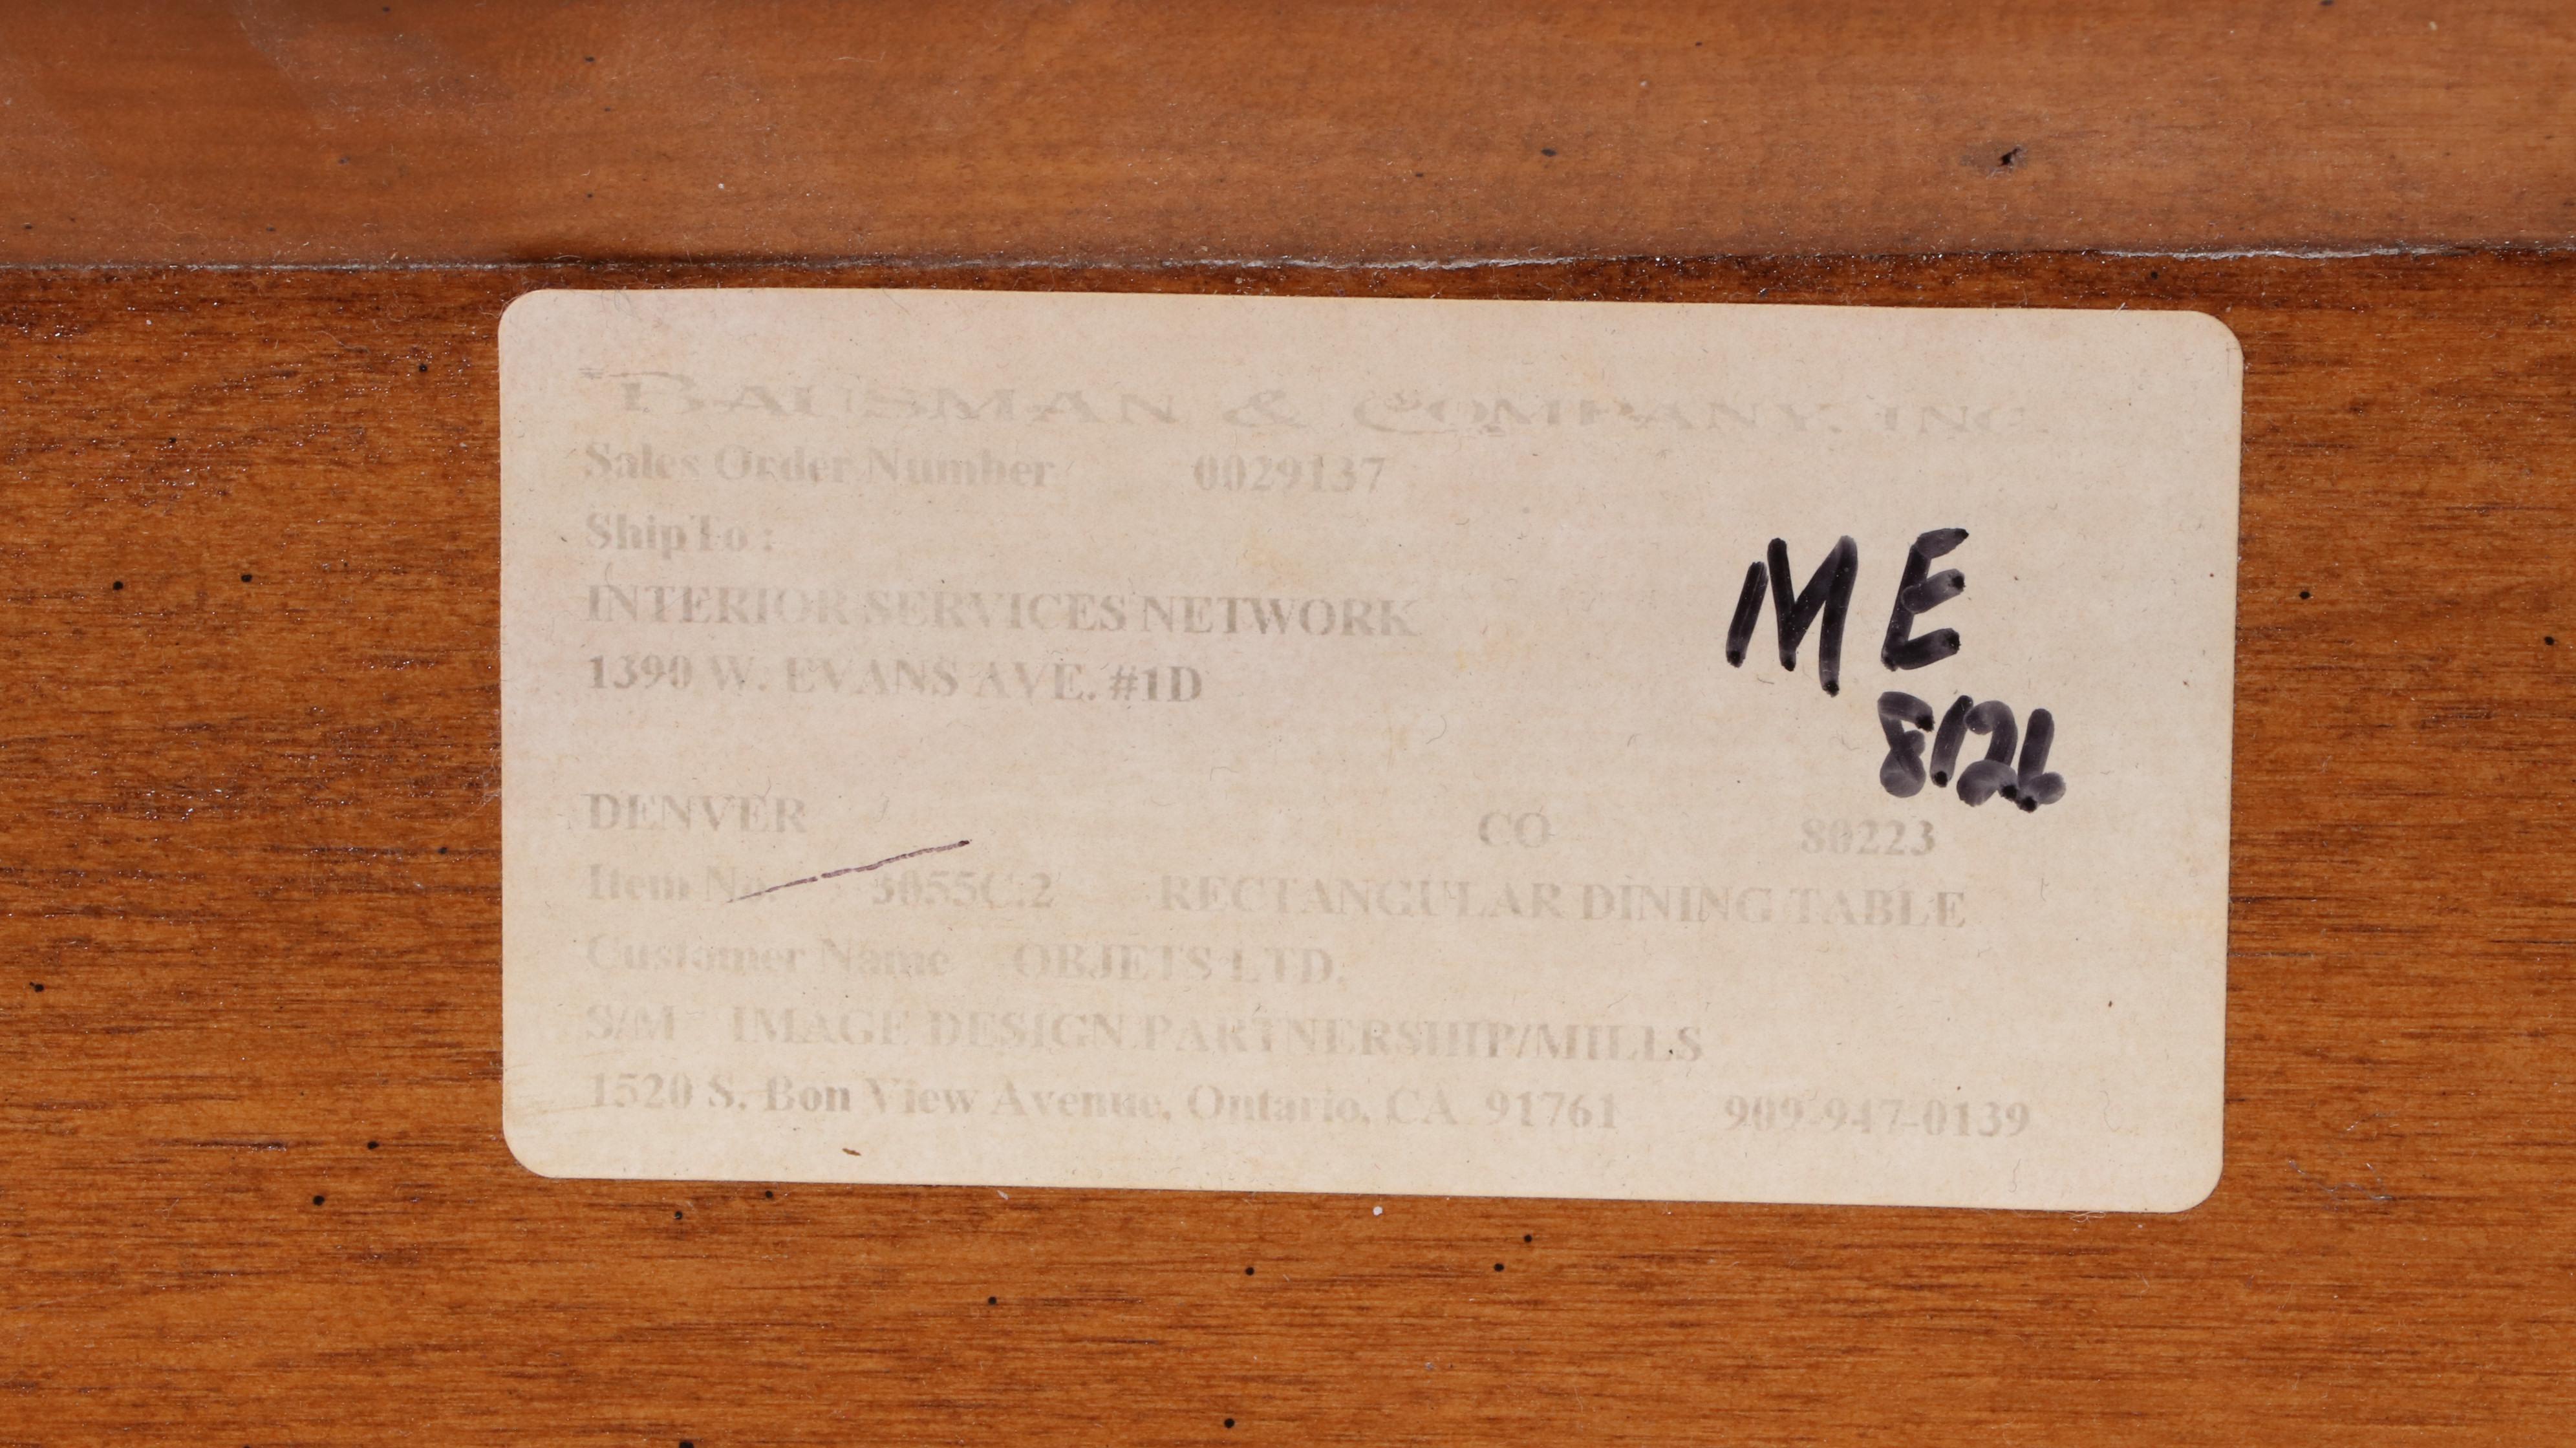 BAUSMAN & COMPANY, INC.
Sales Order Number 0029137
Ship To :
INTERIOR SERVICES NETWORK
1390 W. EVANS AVE. #1D
ME
DENVER CO 80223
Item No. 3055C.2 RECTANGULAR DINING TABLE
Customer Name OBJETS LTD.
S/M IMAGE DESIGN PARTNERSHIP/MILLS
1520 S. Bon View Avenue, Ontario, CA 91761 909-947-0139